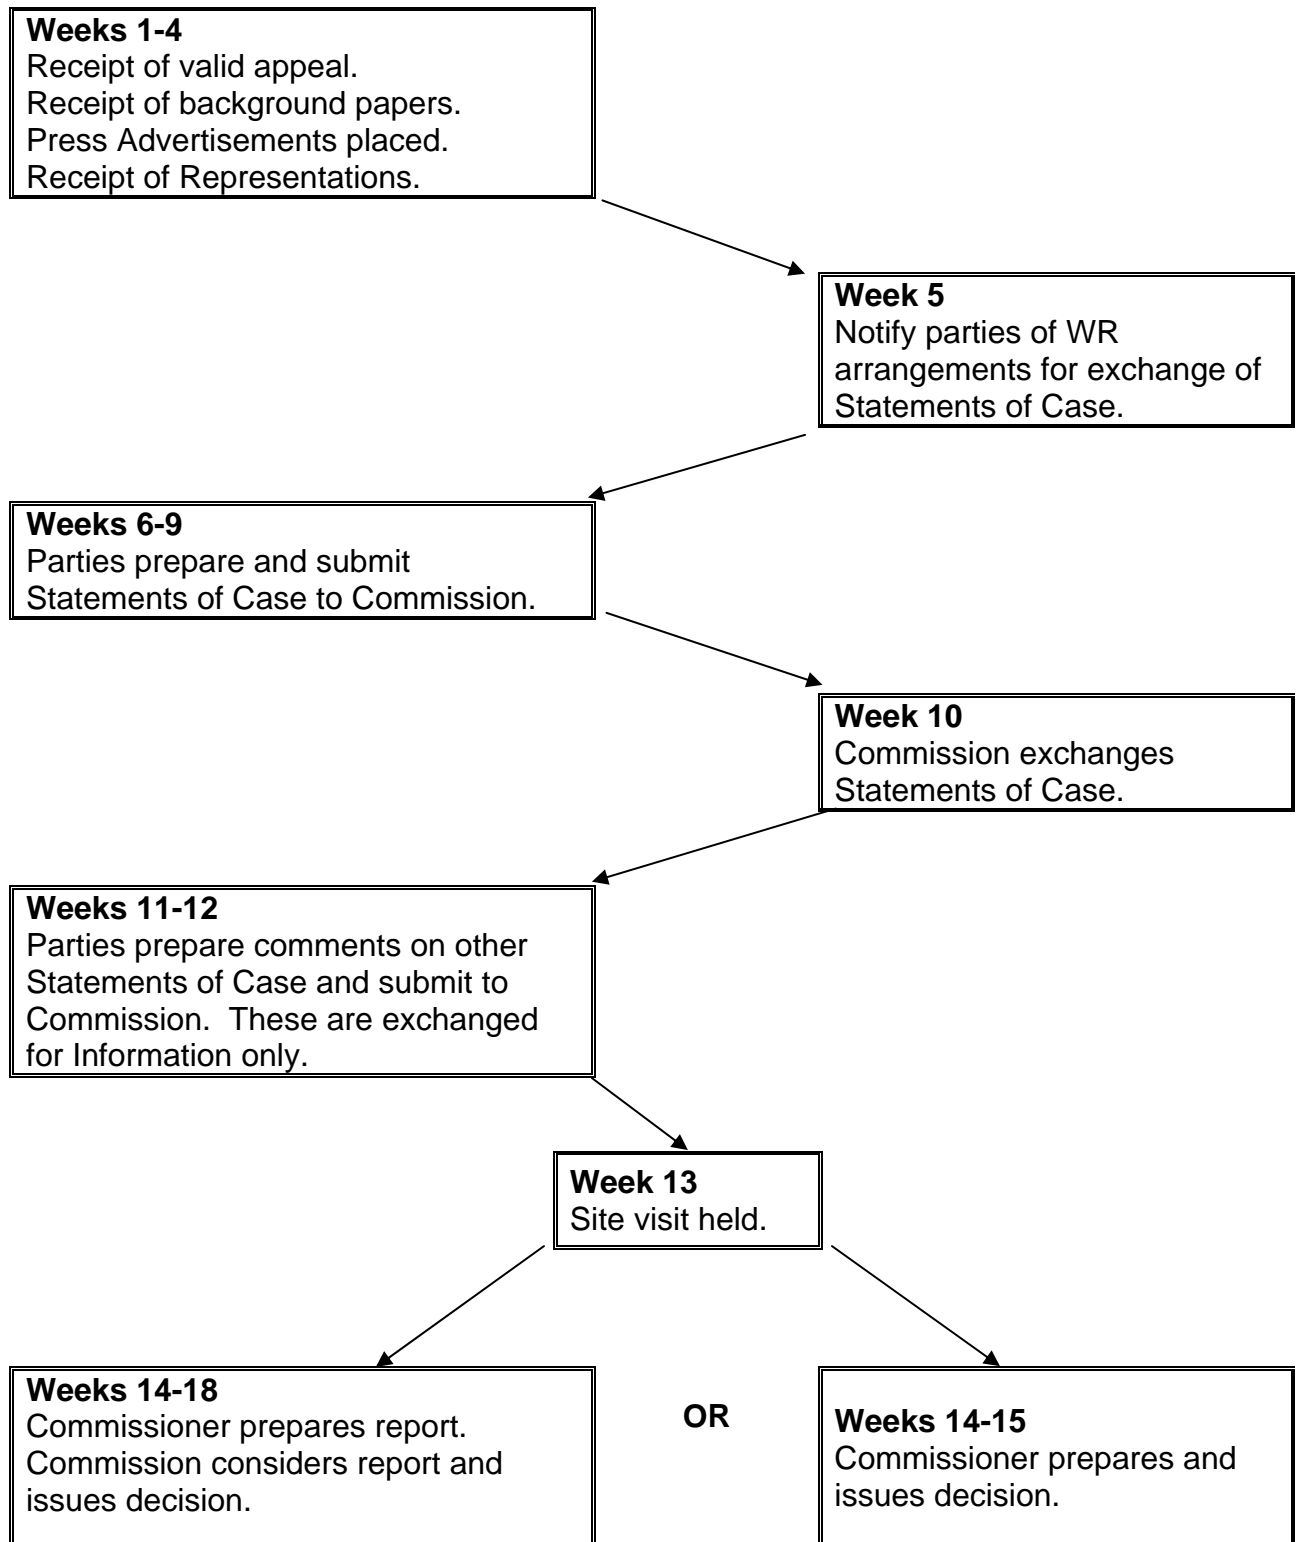 Weeks 1-4
Receipt of valid appeal.
Receipt of background papers.
Press Advertisements placed.
Receipt of Representations.
Week 5
Notify parties of WR
arrangements for exchange of
Statements of Case.
Weeks 6-9
Parties prepare and submit
Statements of Case to Commission.
Week 10
Commission exchanges
Statements of Case.
Weeks 11-12
Parties prepare comments on other
Statements of Case and submit to
Commission.  These are exchanged
for Information only.
Week 13
Site visit held.
Weeks 14-18
Commissioner prepares report.
Commission considers report and
issues decision.
OR
Weeks 14-15
Commissioner prepares and
issues decision.